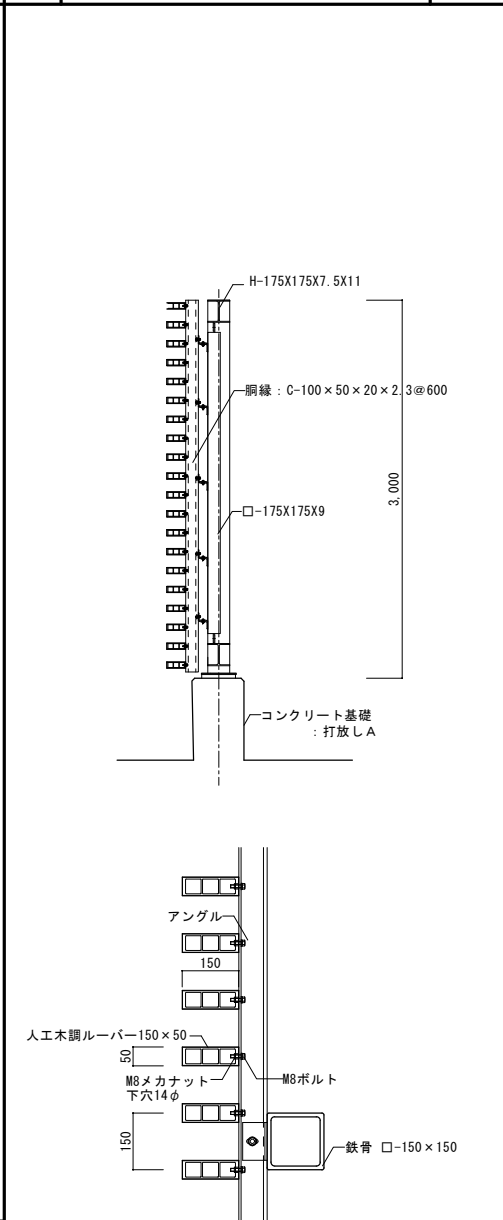 H-175X175X7.5X11
胴縁：C-100×50×20×2.3@600
3,000
□-175X175X9
コンクリート基礎
：打放しA
アングル
150
人工木調ルーバー150×50
50
M8メカナット
下穴14φ
M8ボルト
150
鉄骨 □-150×150